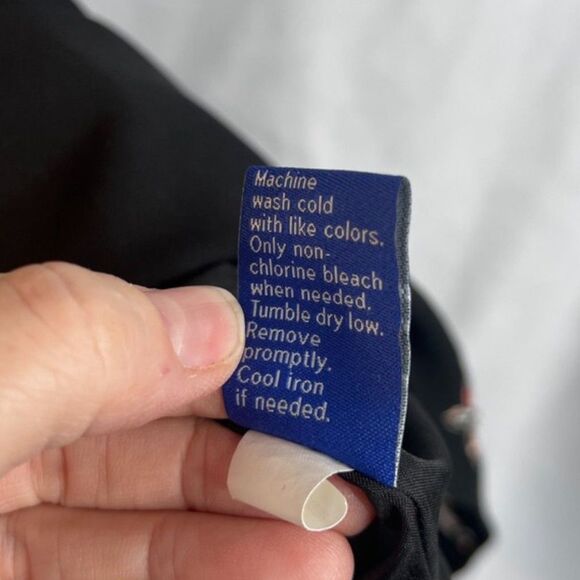 Machine
wash cold
with like colors.
Only non-
chlorine bleach
when needed.
Tumble dry low.
Remove
promptly.
Cool iron
if needed.